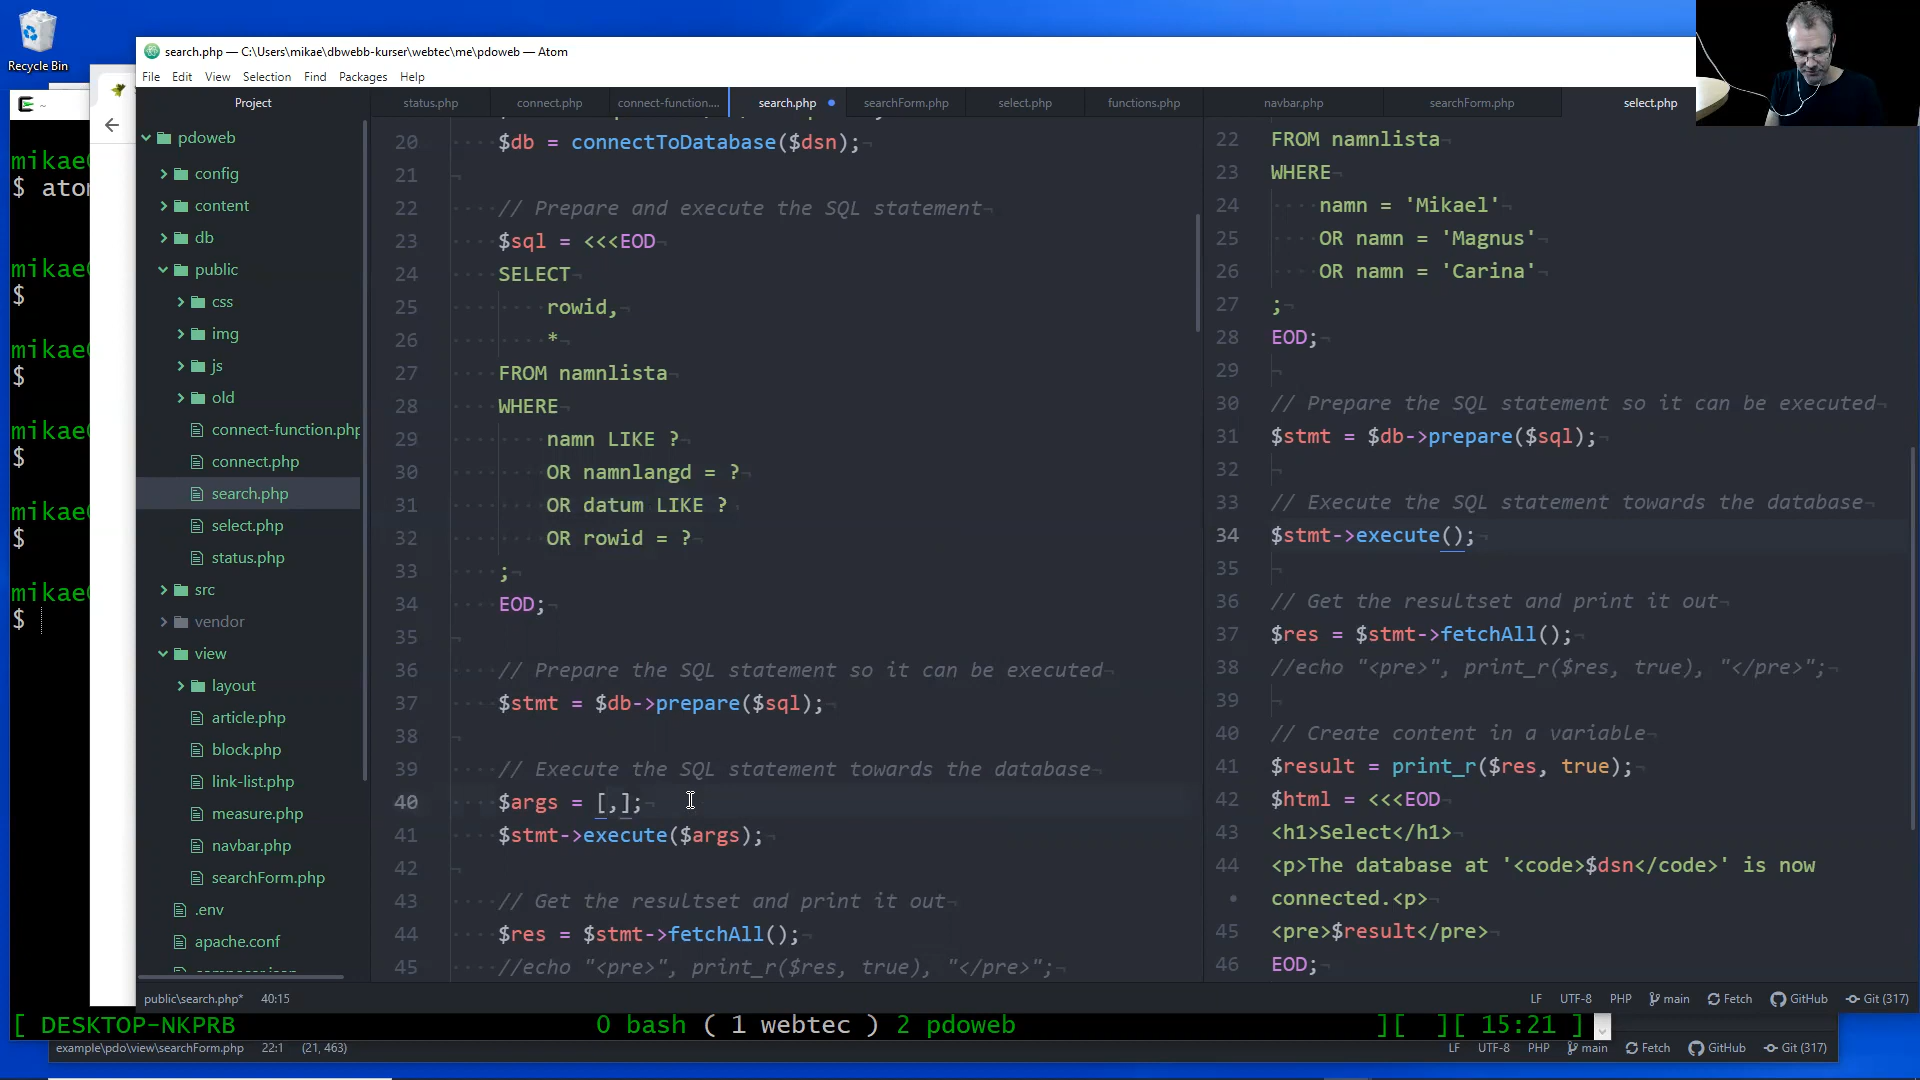 Recycle Bin
search.php — C:\Users\mikae\dbwebb-kurser\webtec\me\pdoweb — Atom
File Edit View Selection Find Packages Help
Project
status.php connect.php connect-function.... search.php searchForm.php select.php functions.php navbar.php searchForm.php select.php
~
mikae
$ atom
mikae
$
mikae
$
mikae
$
mikae
$
mikae
$
pdoweb
config
content
db
public
css
img
js
old
connect-function.php
connect.php
search.php
select.php
status.php
src
vendor
view
layout
article.php
block.php
link-list.php
measure.php
navbar.php
searchForm.php
.env
apache.conf
composer.json
20 $db = connectToDatabase($dsn);
21
22 // Prepare and execute the SQL statement
23 $sql = <<<EOD
24 SELECT
25 rowid,
26 *
27 FROM namnlista
28 WHERE
29 namn LIKE ?
30 OR namnlangd = ?
31 OR datum LIKE ?
32 OR rowid = ?
33 ;
34 EOD;
35
36 // Prepare the SQL statement so it can be executed
37 $stmt = $db->prepare($sql);
38
39 // Execute the SQL statement towards the database
40 $args = [,];
41 $stmt->execute($args);
42
43 // Get the resultset and print it out
44 $res = $stmt->fetchAll();
45 //echo "<pre>", print_r($res, true), "</pre>";
22 FROM namnlista
23 WHERE
24 namn = 'Mikael'
25 OR namn = 'Magnus'
26 OR namn = 'Carina'
27 ;
28 EOD;
29
30 // Prepare the SQL statement so it can be executed
31 $stmt = $db->prepare($sql);
32
33 // Execute the SQL statement towards the database
34 $stmt->execute();
35
36 // Get the resultset and print it out
37 $res = $stmt->fetchAll();
38 //echo "<pre>", print_r($res, true), "</pre>";
39
40 // Create content in a variable
41 $result = print_r($res, true);
42 $html = <<<EOD
43 <h1>Select</h1>
44 <p>The database at '<code>$dsn</code>' is now
• connected.<p>
45 <pre>$result</pre>
46 EOD;
public\search.php* 40:15 LF UTF-8 PHP main Fetch GitHub Git (317)
[ DESKTOP-NKPRB 0 bash ( 1 webtec ) 2 pdoweb ][ ][ 15:21 ]
example\pdo\view\searchForm.php 22:1 (21, 463) LF UTF-8 PHP main Fetch GitHub Git (317)